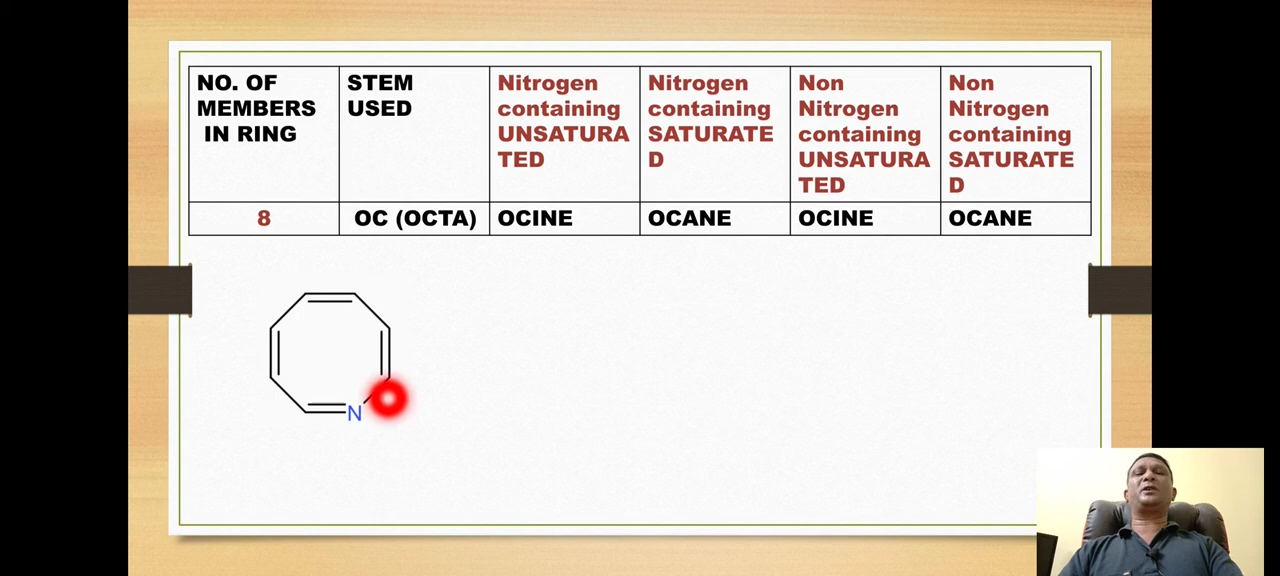 NO. OF
MEMBERS
IN RING
STEM
USED
Nitrogen
containing
UNSATURA
TED
Nitrogen
containing
SATURATE
D
Non
Nitrogen
containing
UNSATURA
TED
Non
Nitrogen
containing
SATURATE
D
8
OC (OCTA)
OCINE
OCANE
OCINE
OCANE
N